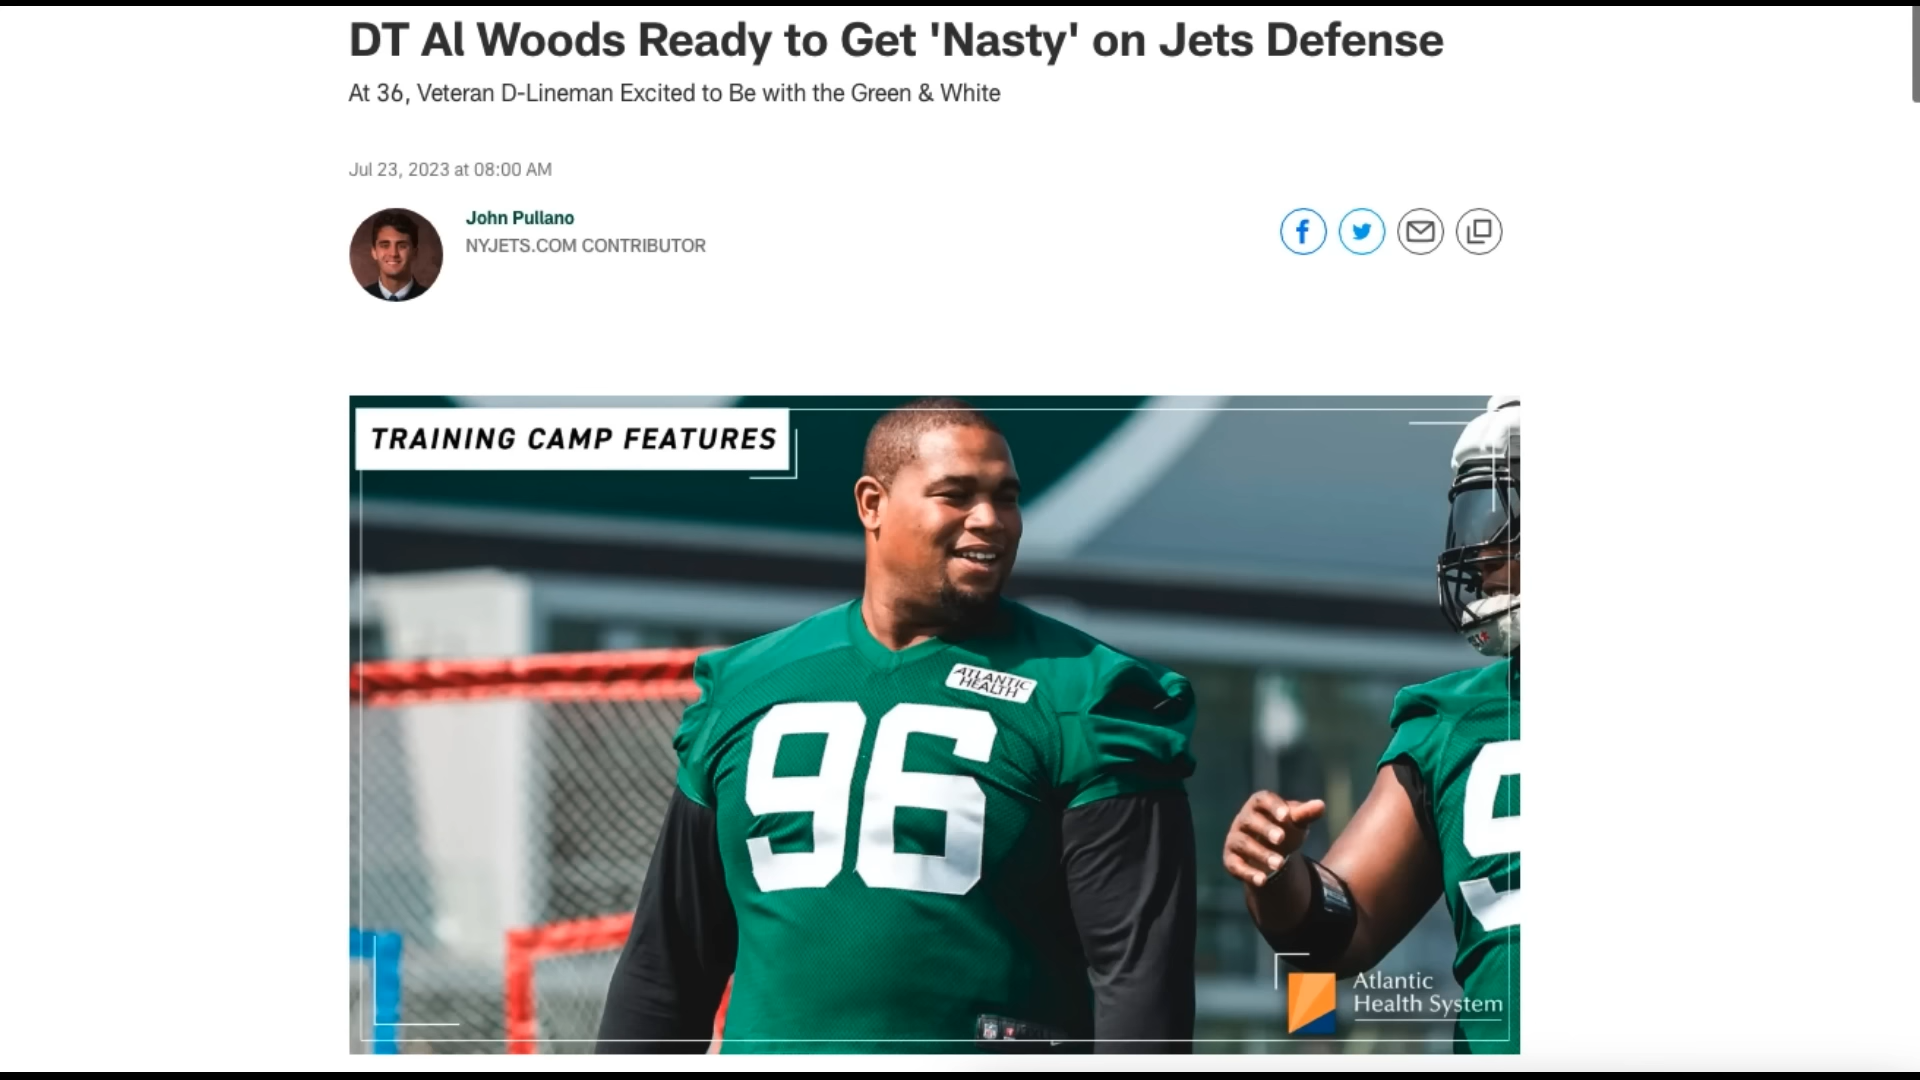 DT Al Woods Ready to Get 'Nasty' on Jets Defense
At 36, Veteran D-Lineman Excited to Be with the Green & White
Jul 23, 2023 at 08:00 AM
John Pullano
NYJETS.COM CONTRIBUTOR
TRAINING CAMP FEATURES
ATLANTIC
HEALTH
96
9
Atlantic
Health System